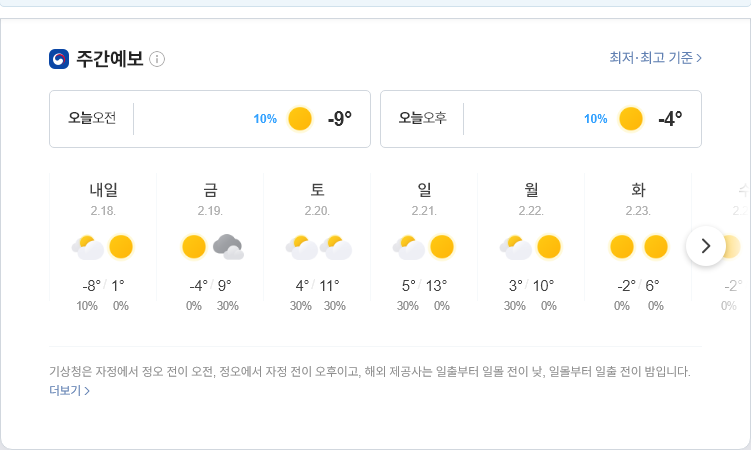 주간예보
최저·최고 기준 >
오늘오전 10% -9°
오늘오후 10% -4°
내일 금 토 일 월 화
2.18. 2.19. 2.20. 2.21. 2.22. 2.23.
-8° / 1° -4° / 9° 4° / 11° 5° / 13° 3° / 10° -2° / 6° -2°
10% 0% 0% 30% 30% 30% 30% 0% 30% 0% 0% 0% 0%
기상청은 자정에서 정오 전이 오전, 정오에서 자정 전이 오후이고, 해외 제공사는 일출부터 일몰 전이 낮, 일몰부터 일출 전이 밤입니다.
더보기 >